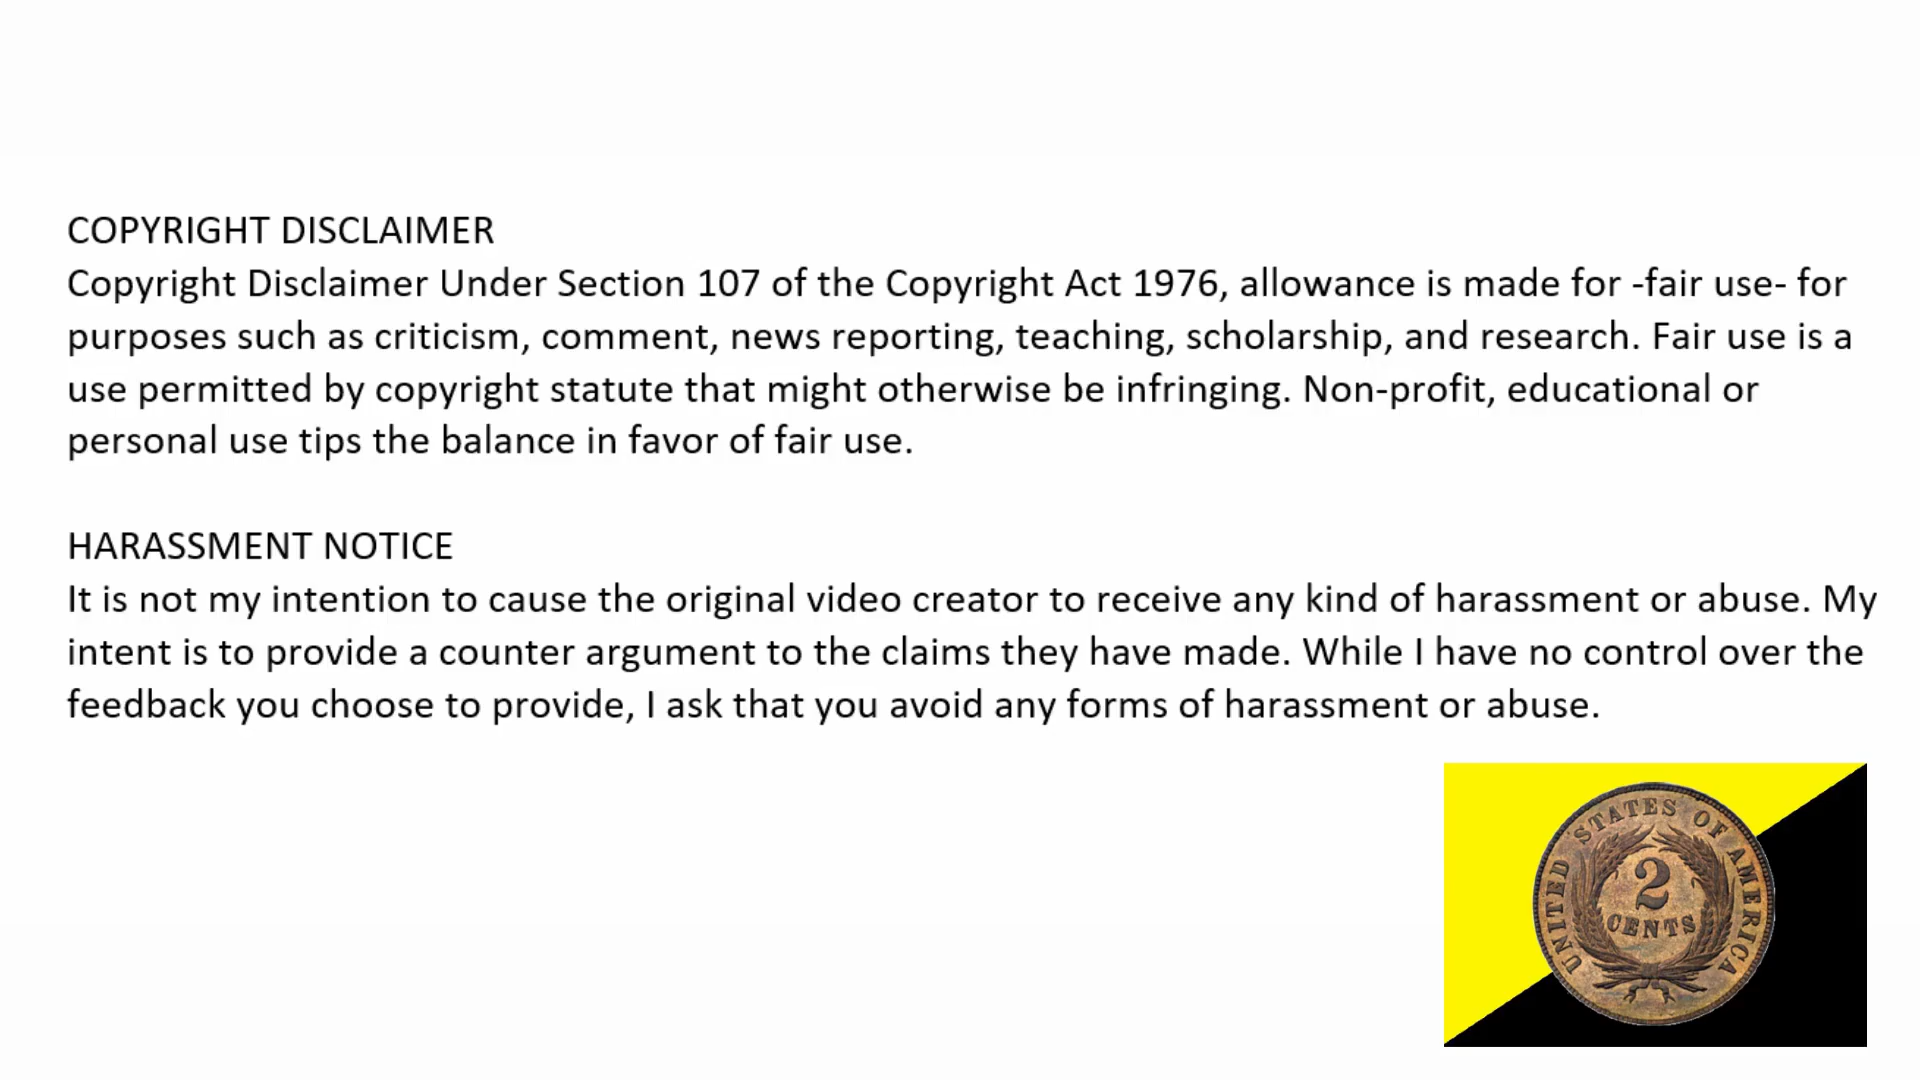 COPYRIGHT DISCLAIMER
Copyright Disclaimer Under Section 107 of the Copyright Act 1976, allowance is made for -fair use- for
purposes such as criticism, comment, news reporting, teaching, scholarship, and research. Fair use is a
use permitted by copyright statute that might otherwise be infringing. Non-profit, educational or
personal use tips the balance in favor of fair use.
HARASSMENT NOTICE
It is not my intention to cause the original video creator to receive any kind of harassment or abuse. My
intent is to provide a counter argument to the claims they have made. While I have no control over the
feedback you choose to provide, I ask that you avoid any forms of harassment or abuse.
UNITED STATES OF AMERICA
2
CENTS